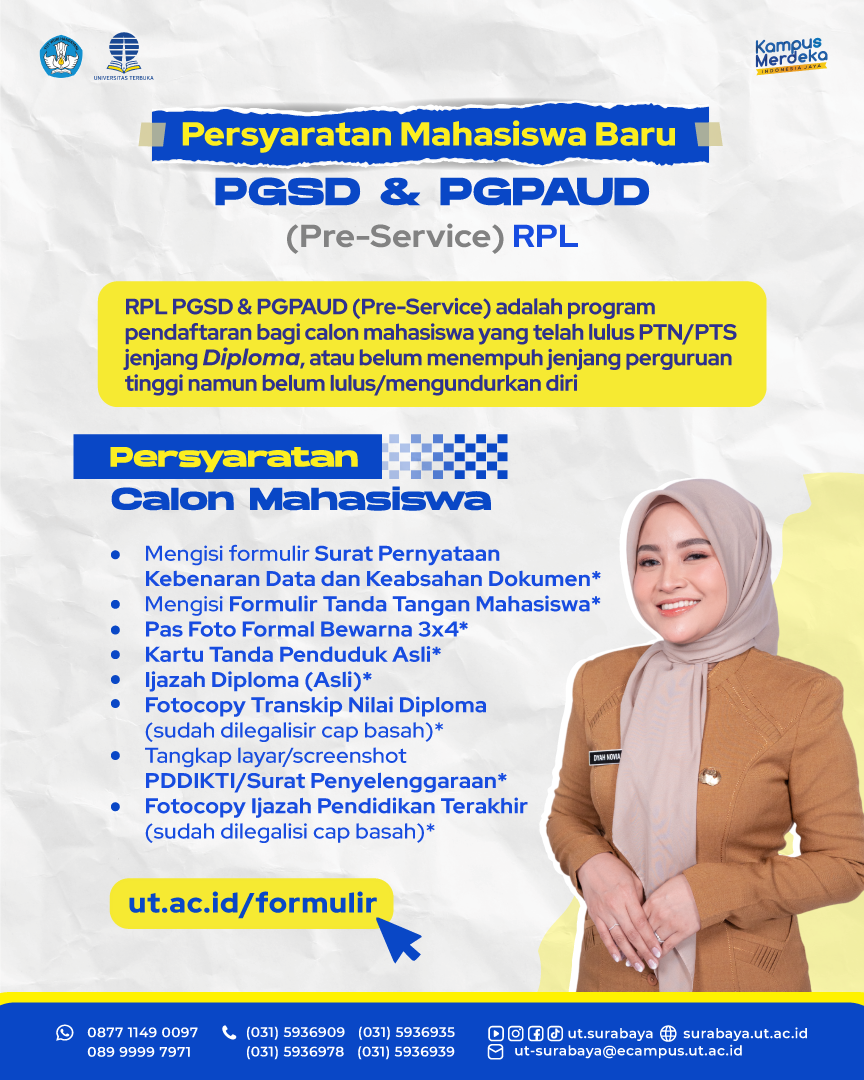 UNIVERSITAS TERBUKA
Kampus
Merdeka
INDONESIA JAYA
Persyaratan Mahasiswa Baru
PGSD & PGPAUD
(Pre-Service) RPL
RPL PGSD & PGPAUD (Pre-Service) adalah program
pendaftaran bagi calon mahasiswa yang telah lulus PTN/PTS
jenjang Diploma, atau belum menempuh jenjang perguruan
tinggi namun belum lulus/mengundurkan diri
Persyaratan
Calon Mahasiswa
• Mengisi formulir Surat Pernyataan
Kebenaran Data dan Keabsahan Dokumen*
• Mengisi Formulir Tanda Tangan Mahasiswa*
• Pas Foto Formal Bewarna 3x4*
• Kartu Tanda Penduduk Asli*
• Ijazah Diploma (Asli)*
• Fotocopy Transkip Nilai Diploma
(sudah dilegalisir cap basah)*
• Tangkap layar/screenshot
PDDIKTI/Surat Penyelenggaraan*
• Fotocopy Ijazah Pendidikan Terakhir
(sudah dilegalisi cap basah)*
DYAH NOVIA
ut.ac.id/formulir
0877 1149 0097 (031) 5936909 (031) 5936935 ut.surabaya surabaya.ut.ac.id
089 9999 7971 (031) 5936978 (031) 5936939 ut-surabaya@ecampus.ut.ac.id